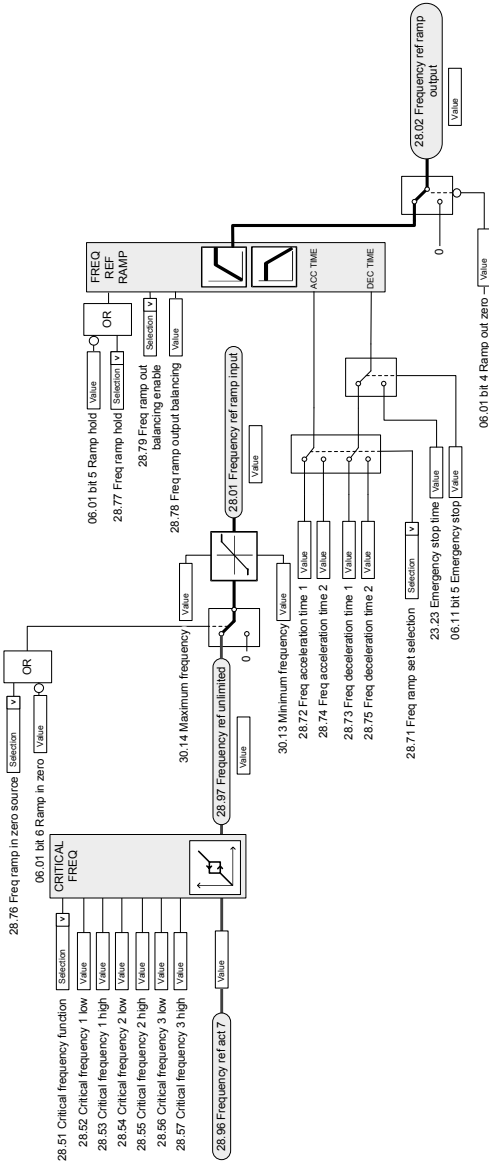 28.76 Freq ramp in zero source Selection v
06.01 bit 6 Ramp in zero Value
OR
28.51 Critical frequency function Selection v
28.52 Critical frequency 1 low Value
28.53 Critical frequency 1 high Value
28.54 Critical frequency 2 low Value
28.55 Critical frequency 2 high Value
28.56 Critical frequency 3 low Value
28.57 Critical frequency 3 high Value
CRITICAL
FREQ
28.96 Frequency ref act 7
Value
28.97 Frequency ref unlimited
Value
0
30.14 Maximum frequency
Value
30.13 Minimum frequency
Value
28.01 Frequency ref ramp input
Value
06.01 bit 5 Ramp hold Value
28.77 Freq ramp hold Selection v
OR
28.79 Freq ramp out
balancing enable
Selection v
28.78 Freq ramp output balancing
Value
FREQ
REF
RAMP
ACC TIME
DEC TIME
28.72 Freq acceleration time 1 Value
28.74 Freq acceleration time 2 Value
28.73 Freq deceleration time 1 Value
28.75 Freq deceleration time 2 Value
28.71 Freq ramp set selection Selection v
23.23 Emergency stop time Value
06.11 bit 5 Emergency stop Value
0
06.01 bit 4 Ramp out zero Value
28.02 Frequency ref ramp
output
Value